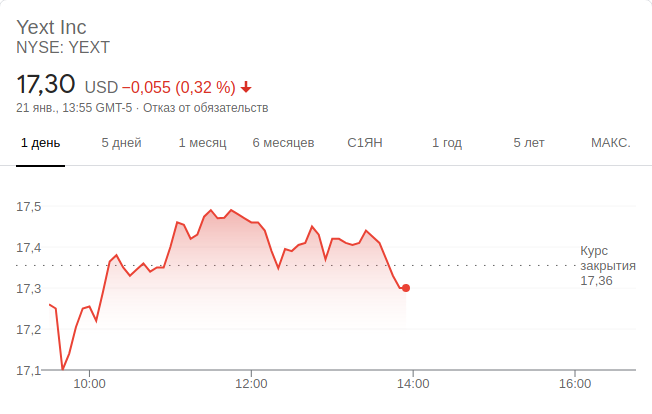 Yext Inc
NYSE: YEXT
17,30 USD −0,055 (0,32 %)
21 янв., 13:55 GMT-5 · Отказ от обязательств
1 день 5 дней 1 месяц 6 месяцев С1ЯН 1 год 5 лет МАКС.
17,5
17,4
Курс
закрытия
17,36
17,3
17,2
17,1
10:00 12:00 14:00 16:00